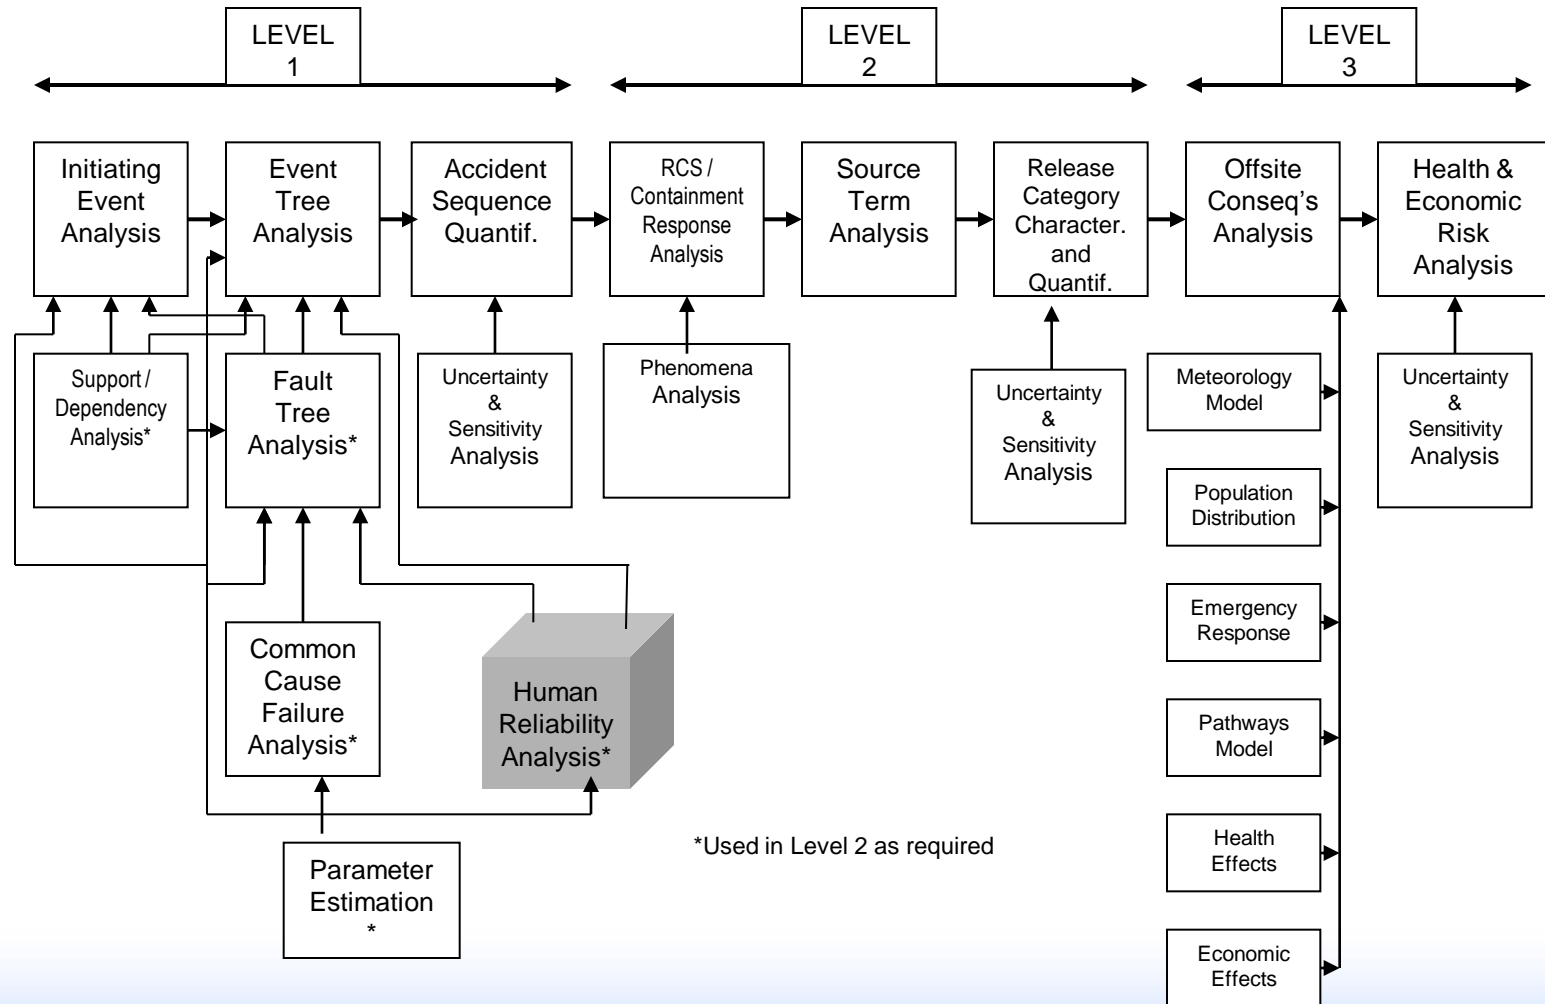 LEVEL
1
LEVEL
2
LEVEL
3
Initiating
Event
Analysis
Event
Tree
Analysis
Accident
Sequence
Quantif.
RCS /
Containment
Response
Analysis
Source
Term
Analysis
Release
Category
Character.
and
Quantif.
Offsite
Conseq's
Analysis
Health &
Economic
Risk
Analysis
Support /
Dependency
Analysis*
Fault
Tree
Analysis*
Uncertainty
&
Sensitivity
Analysis
Phenomena
Analysis
Uncertainty
&
Sensitivity
Analysis
Meteorology
Model
Uncertainty
&
Sensitivity
Analysis
Population
Distribution
Emergency
Response
Common
Cause
Failure
Analysis*
Human
Reliability
Analysis*
Pathways
Model
*Used in Level 2 as required
Parameter
Estimation
*
Health
Effects
Economic
Effects